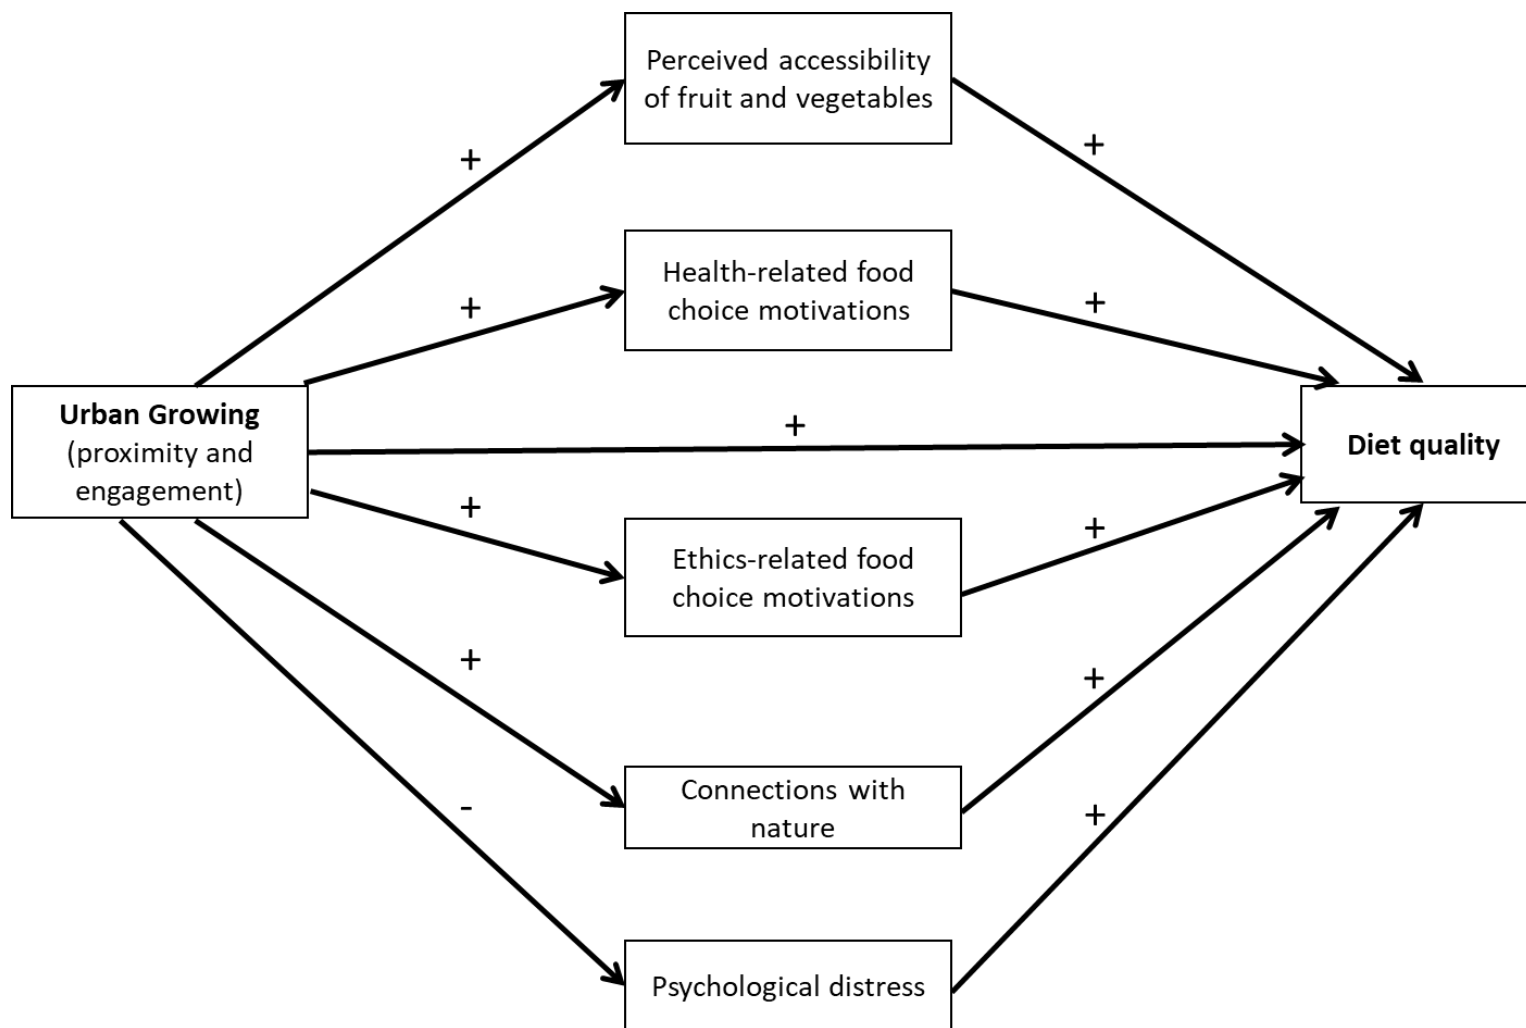 Perceived accessibility
of fruit and vegetables
+
+
Health-related food
choice motivations
+
+
Urban Growing
(proximity and
engagement)
+
Diet quality
+
Ethics-related food
choice motivations
+
+
Connections with
nature
+
-
Psychological distress
+